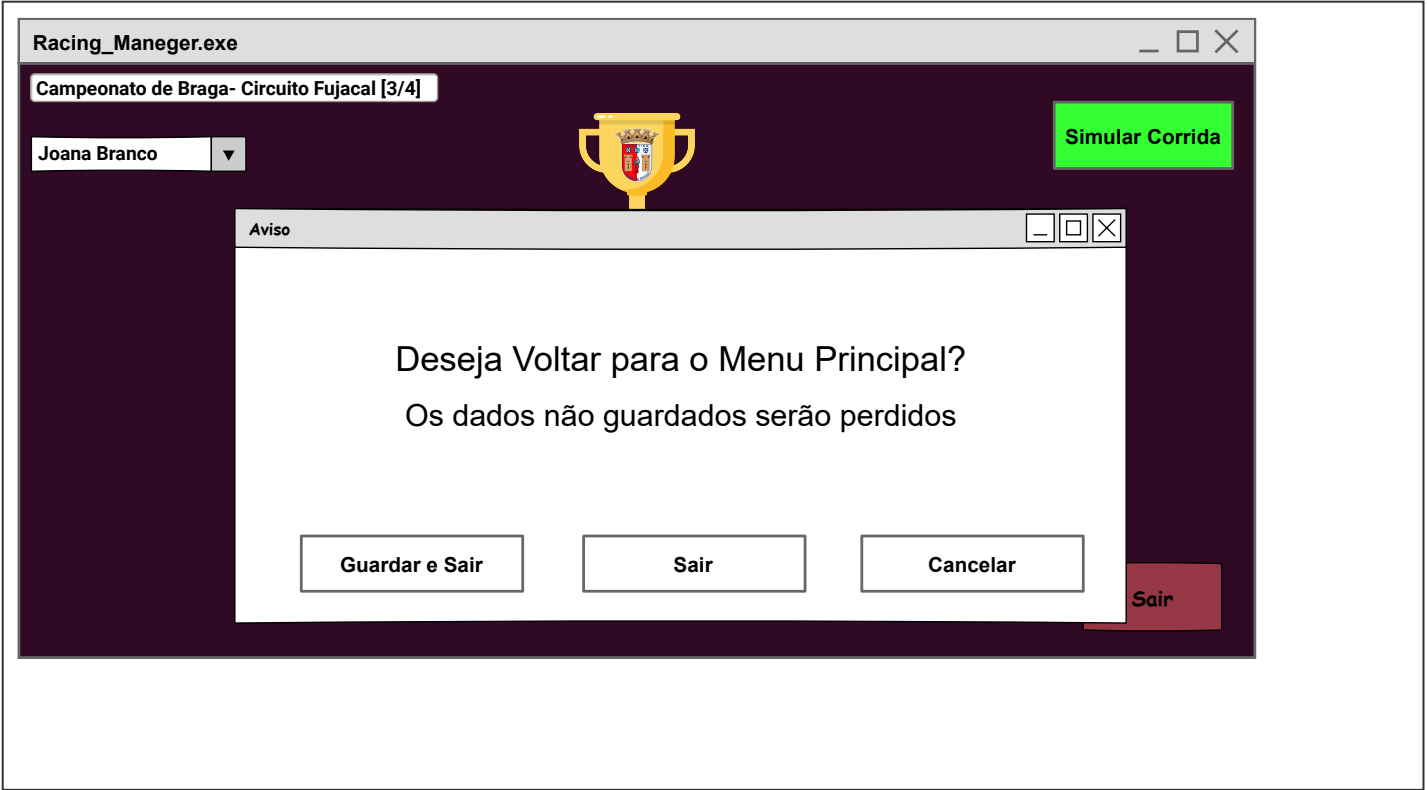 Racing_Maneger.exe
Campeonato de Braga- Circuito Fujacal [3/4]
Simular Corrida
Joana Branco
Aviso
Deseja Voltar para o Menu Principal?
Os dados não guardados serão perdidos
Guardar e Sair
Sair
Cancelar
Sair